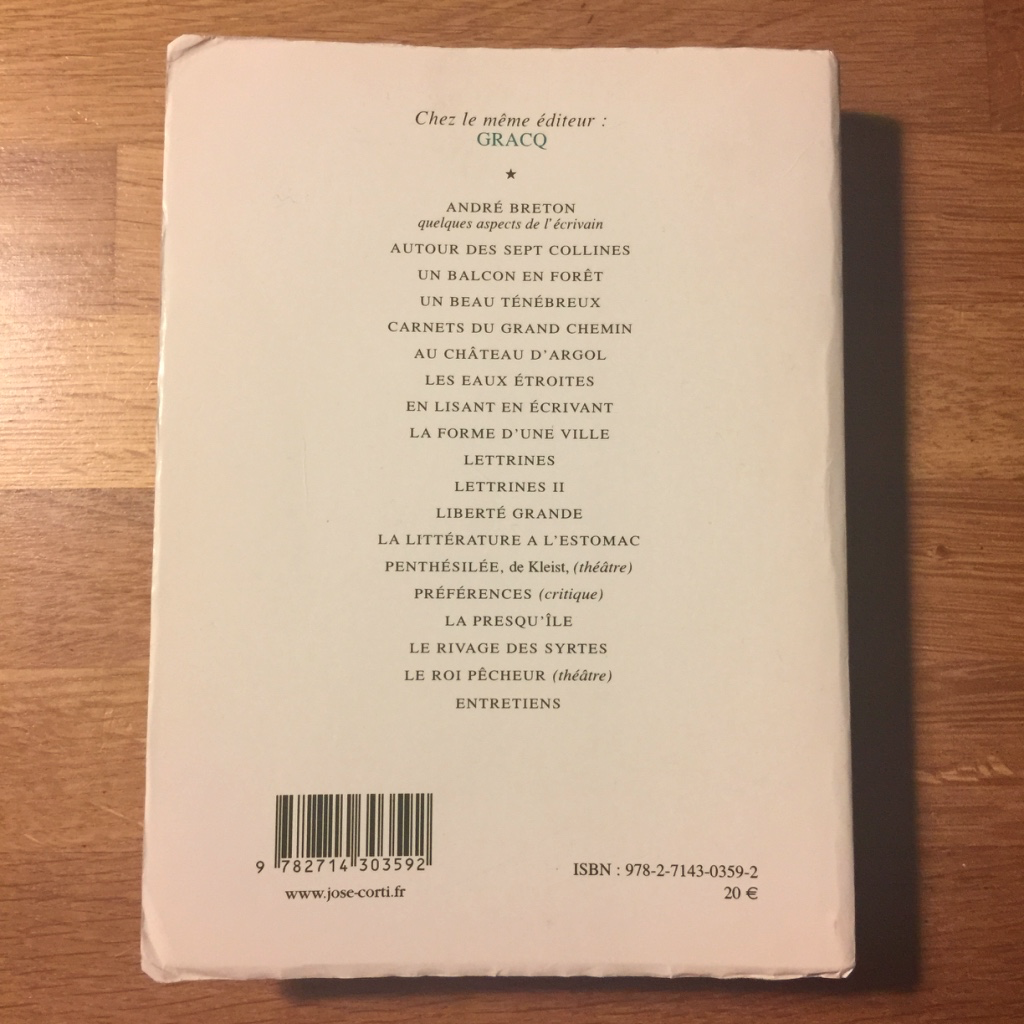 Chez le même éditeur :
GRACQ
★
ANDRÉ BRETON
quelques aspects de l'écrivain
AUTOUR DES SEPT COLLINES
UN BALCON EN FORÊT
UN BEAU TÉNÉBREUX
CARNETS DU GRAND CHEMIN
AU CHÂTEAU D'ARGOL
LES EAUX ÉTROITES
EN LISANT EN ÉCRIVANT
LA FORME D'UNE VILLE
LETTRINES
LETTRINES II
LIBERTÉ GRANDE
LA LITTÉRATURE A L'ESTOMAC
PENTHÉSILÉE, de Kleist, (théâtre)
PRÉFÉRENCES (critique)
LA PRESQU'ÎLE
LE RIVAGE DES SYRTES
LE ROI PÊCHEUR (théâtre)
ENTRETIENS
9 782714 303592
www.jose-corti.fr
ISBN : 978-2-7143-0359-2
20 €